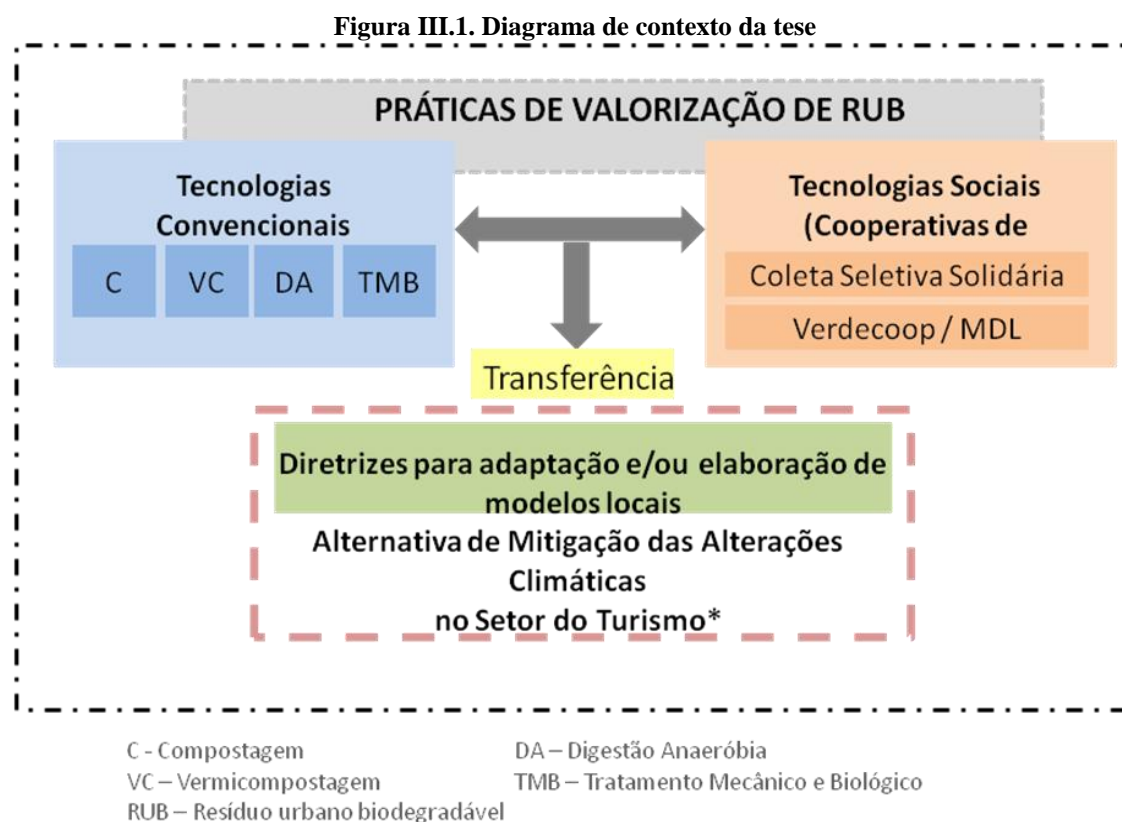 Figura III.1. Diagrama de contexto da tese
PRÁTICAS DE VALORIZAÇÃO DE RUB
Tecnologias
Convencionais
C
VC
DA
TMB
Tecnologias Sociais
(Cooperativas de
Coleta Seletiva Solidária
Verdecoop / MDL
Transferência
Diretrizes para adaptação e/ou elaboração de
modelos locais
Alternativa de Mitigação das Alterações
Climáticas
no Setor do Turismo*
C - Compostagem
VC – Vermicompostagem
RUB – Resíduo urbano biodegradável
DA – Digestão Anaeróbia
TMB – Tratamento Mecânico e Biológico